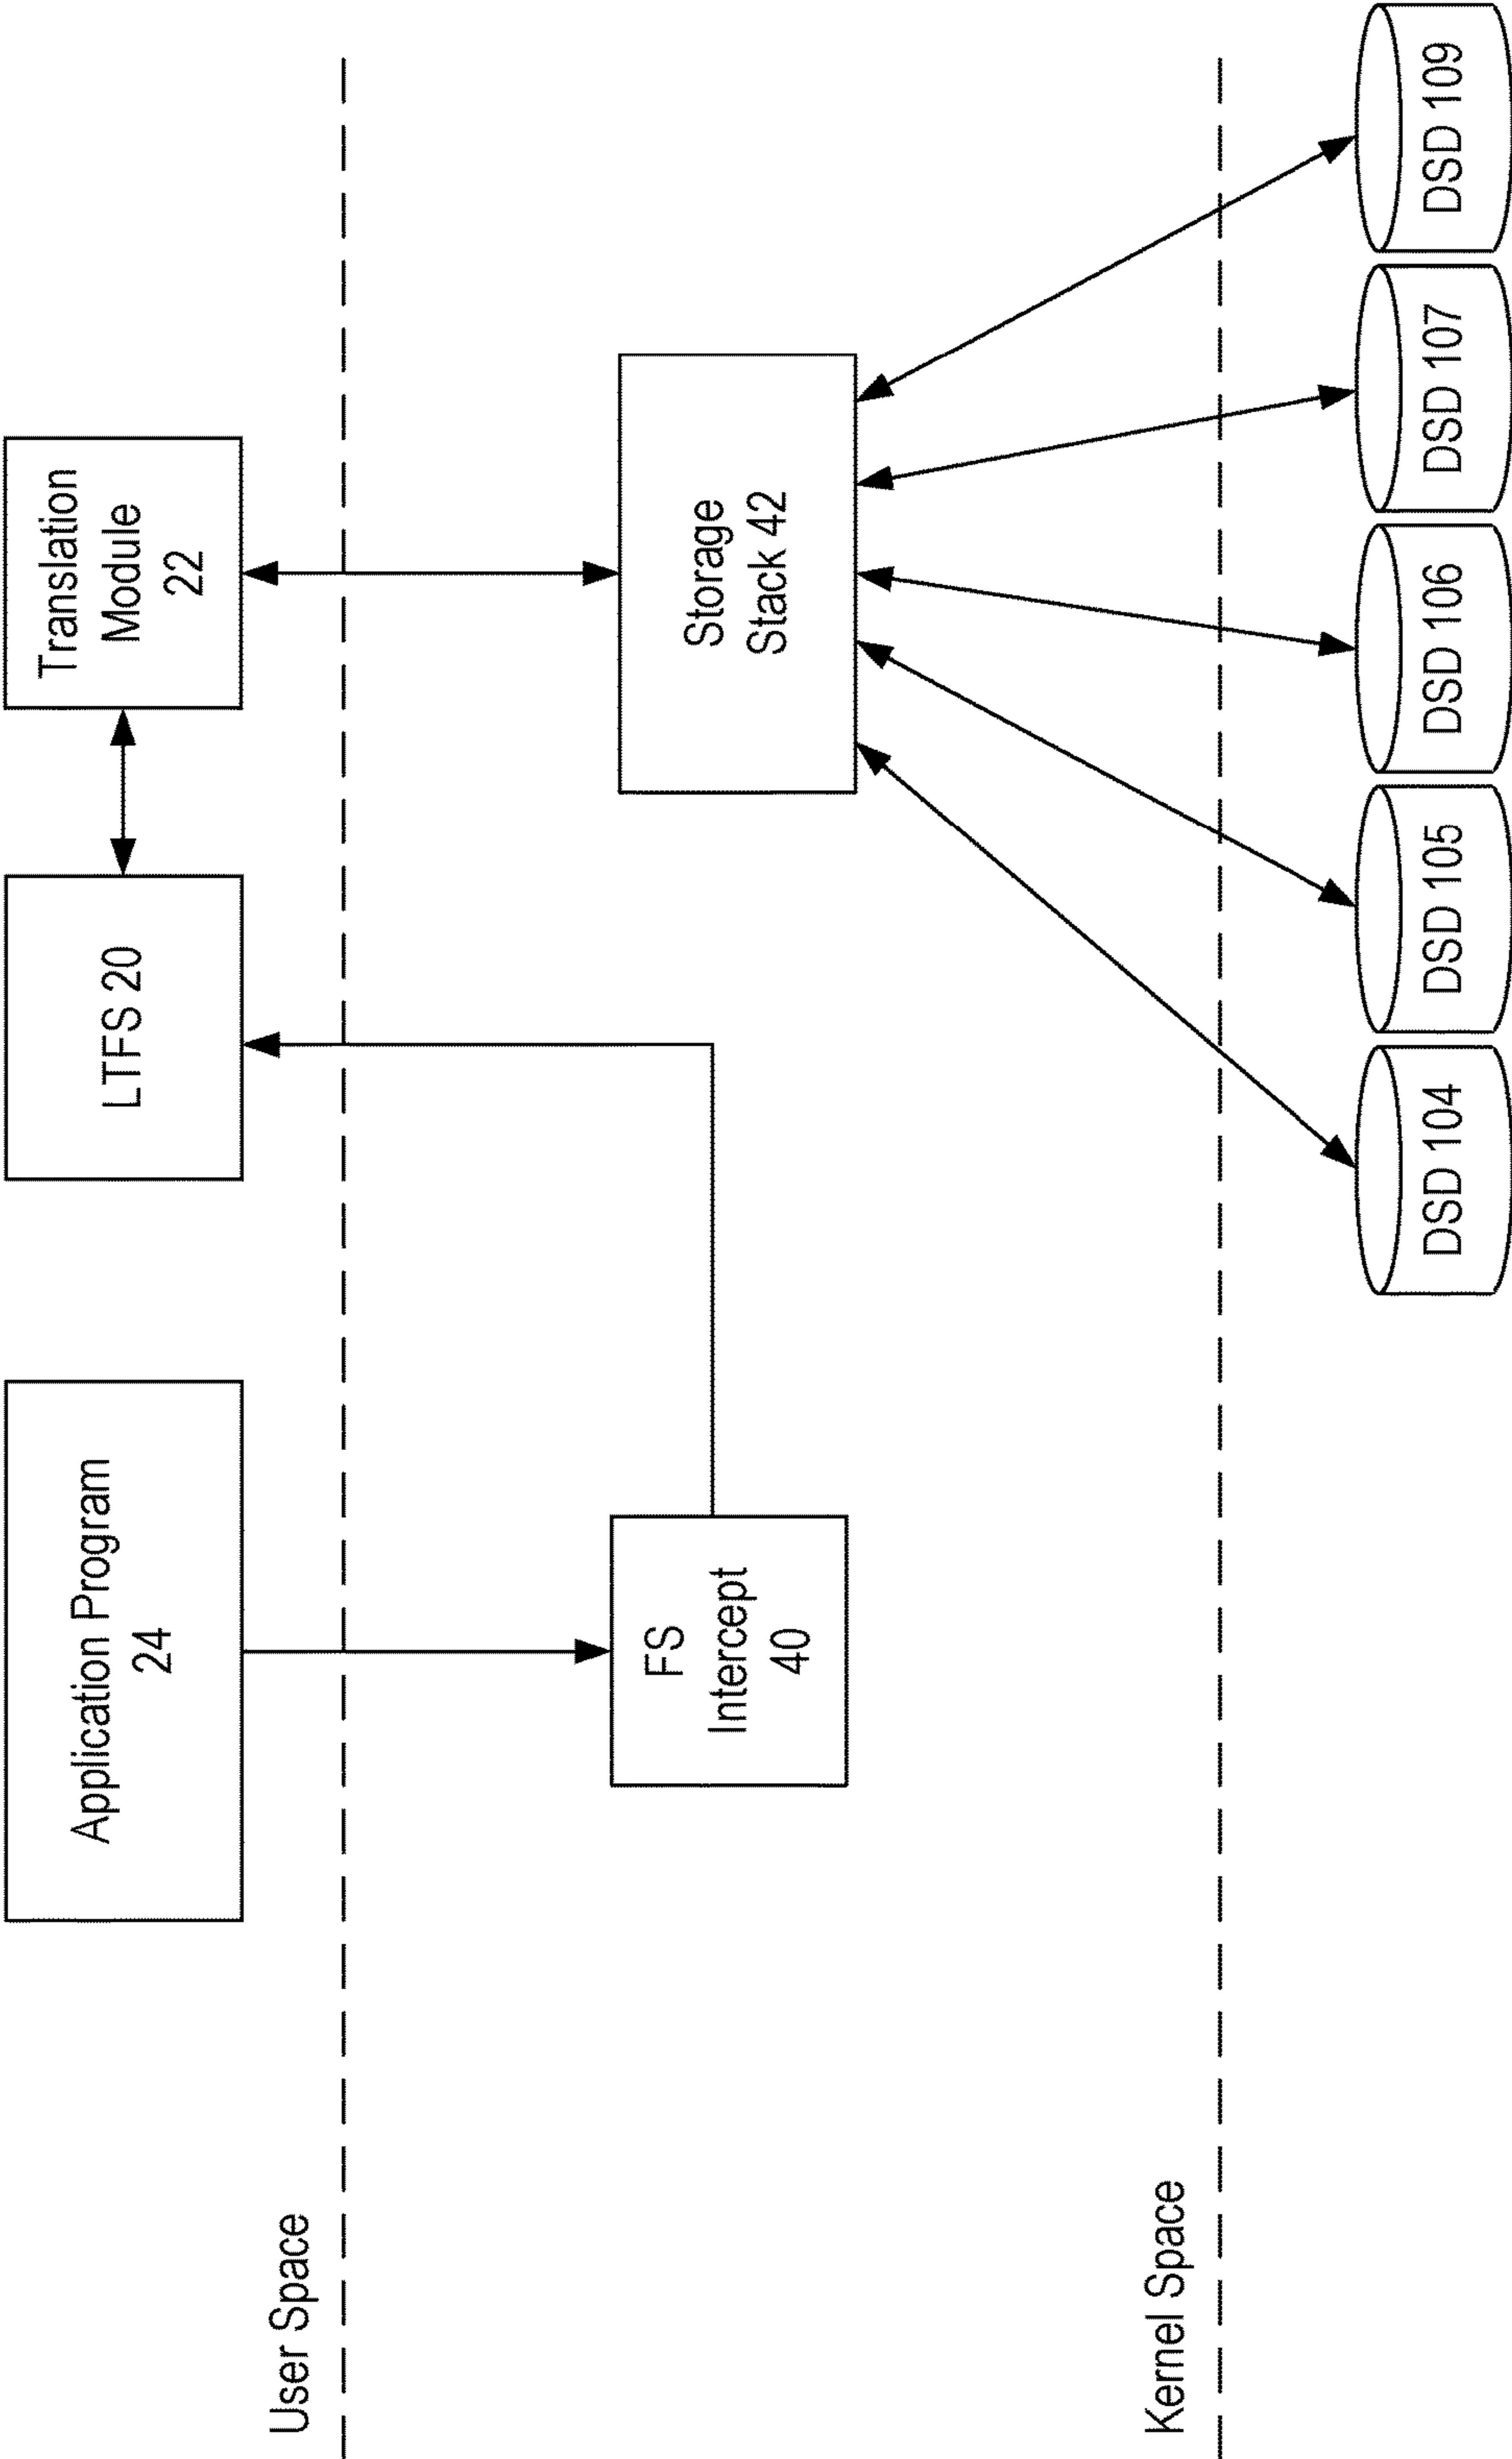 Application Program
24
LTFS 20
Translation
Module
22
User Space
FS
Intercept
40
Storage
Stack 42
Kernel Space
DSD 104
DSD 105
DSD 106
DSD 107
DSD 109